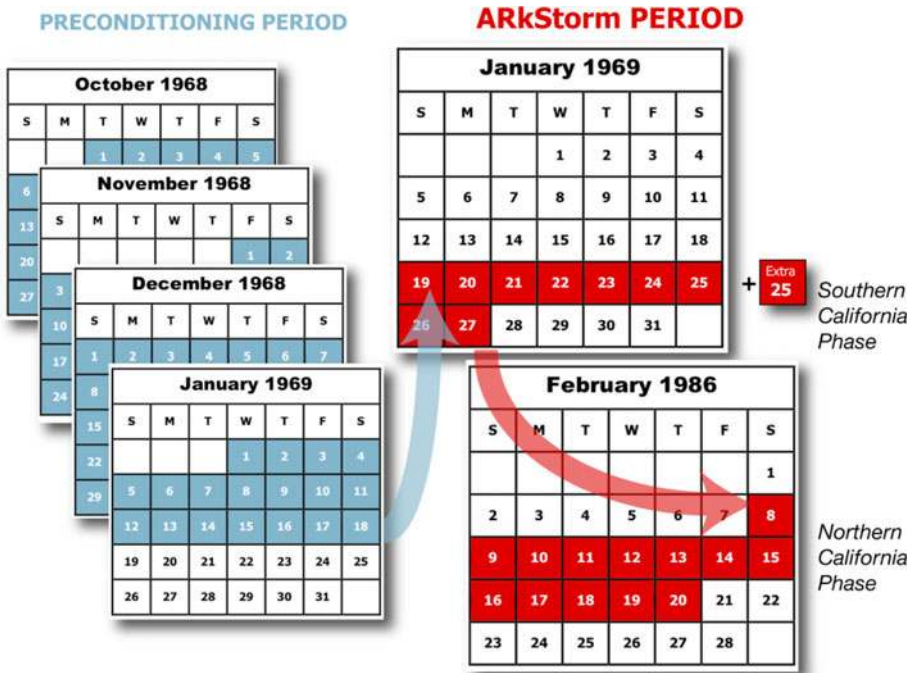 PRECONDITIONING PERIOD
October 1968
S M T W T F S
1 2 3 4 5
6
13
20
27
November 1968
S M T W T F S
1 2
3
10
17
24
December 1968
S M T W T F S
1 2 3 4 5 6 7
8
15
22
29
January 1969
S M T W T F S
1 2 3 4
5 6 7 8 9 10 11
12 13 14 15 16 17 18
19 20 21 22 23 24 25
26 27 28 29 30 31
ARkStorm PERIOD
January 1969
S M T W T F S
1 2 3 4
5 6 7 8 9 10 11
12 13 14 15 16 17 18
19 20 21 22 23 24 25
26 27 28 29 30 31
+ Extra
25
Southern
California
Phase
February 1986
S M T W T F S
1
2 3 4 5 6 7 8
9 10 11 12 13 14 15
16 17 18 19 20 21 22
23 24 25 26 27 28
Northern
California
Phase